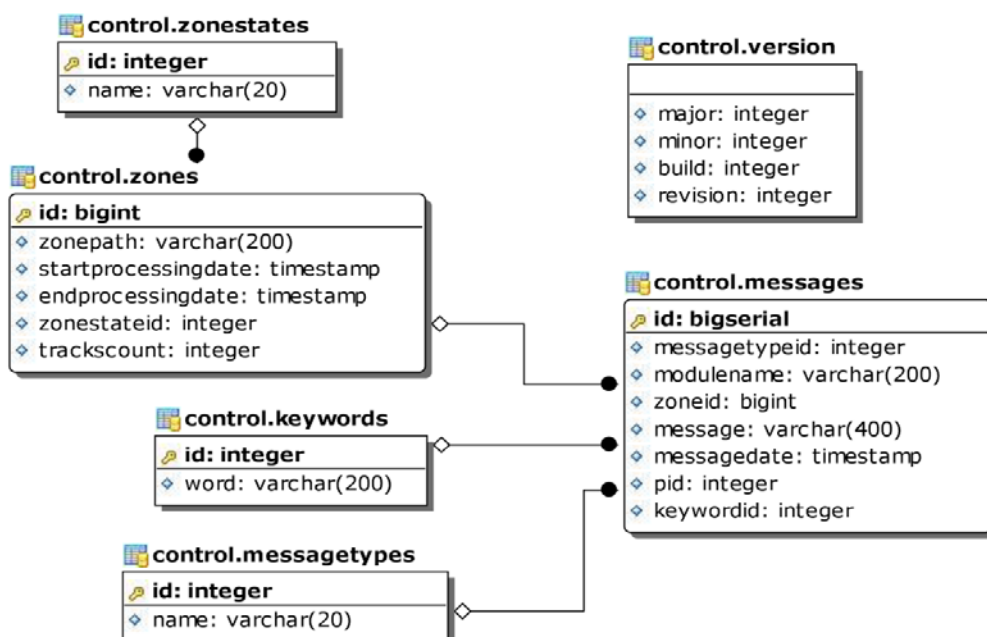 control.zonestates
id: integer
name: varchar(20)
control.version
major: integer
minor: integer
build: integer
revision: integer
control.zones
id: bigint
zonepath: varchar(200)
startprocessingdate: timestamp
endprocessingdate: timestamp
zonestateid: integer
trackscount: integer
control.messages
id: bigserial
messagetypeid: integer
modulename: varchar(200)
zoneid: bigint
message: varchar(400)
messagedate: timestamp
pid: integer
keywordid: integer
control.keywords
id: integer
word: varchar(200)
control.messagetypes
id: integer
name: varchar(20)